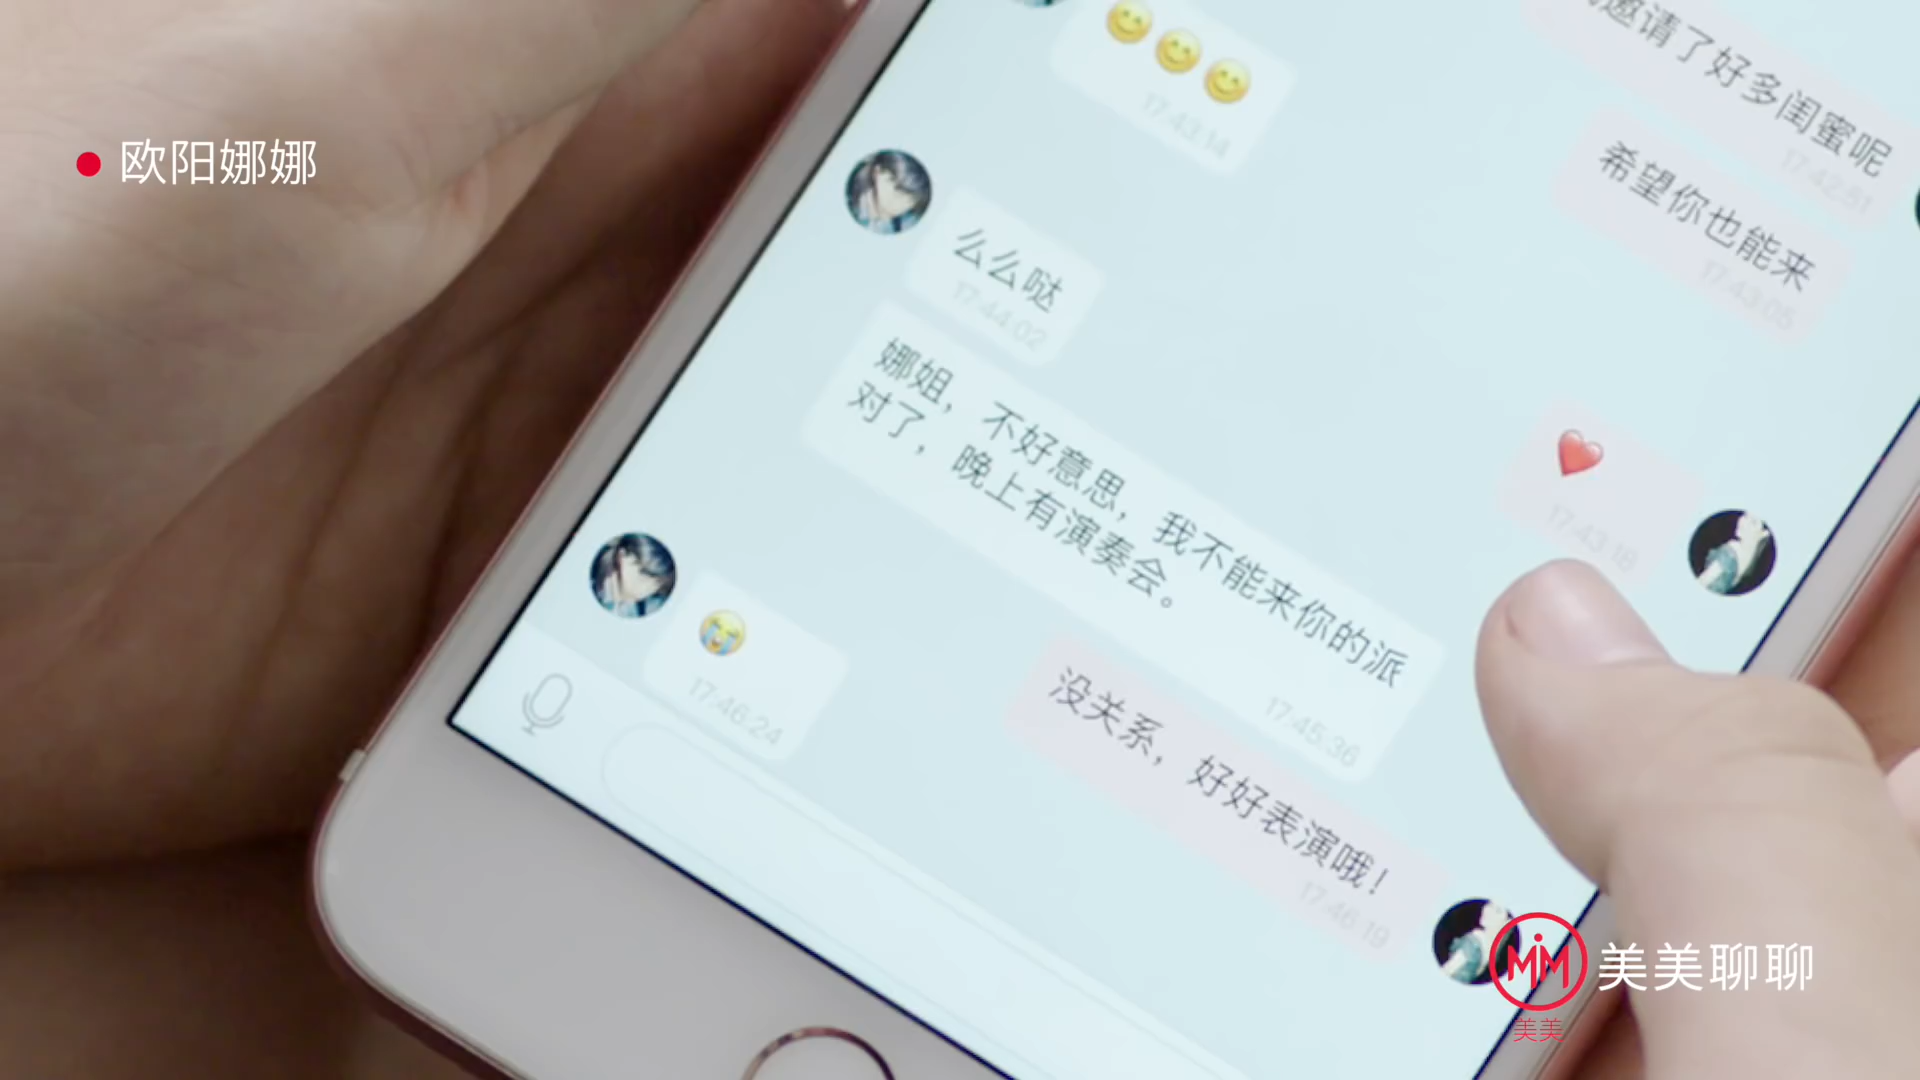 欧阳娜娜
邀请了好多闺蜜呢
17:42:51
希望你也能来
17:43:05
😊😊😊
17:43:14
❤️
17:43:18
么么哒
17:44:02
娜姐，不好意思，我不能来你的派
对了，晚上有演奏会。
17:45:36
没关系，好好表演哦！
17:46:19
😭
17:46:24
MM
美美
美美聊聊